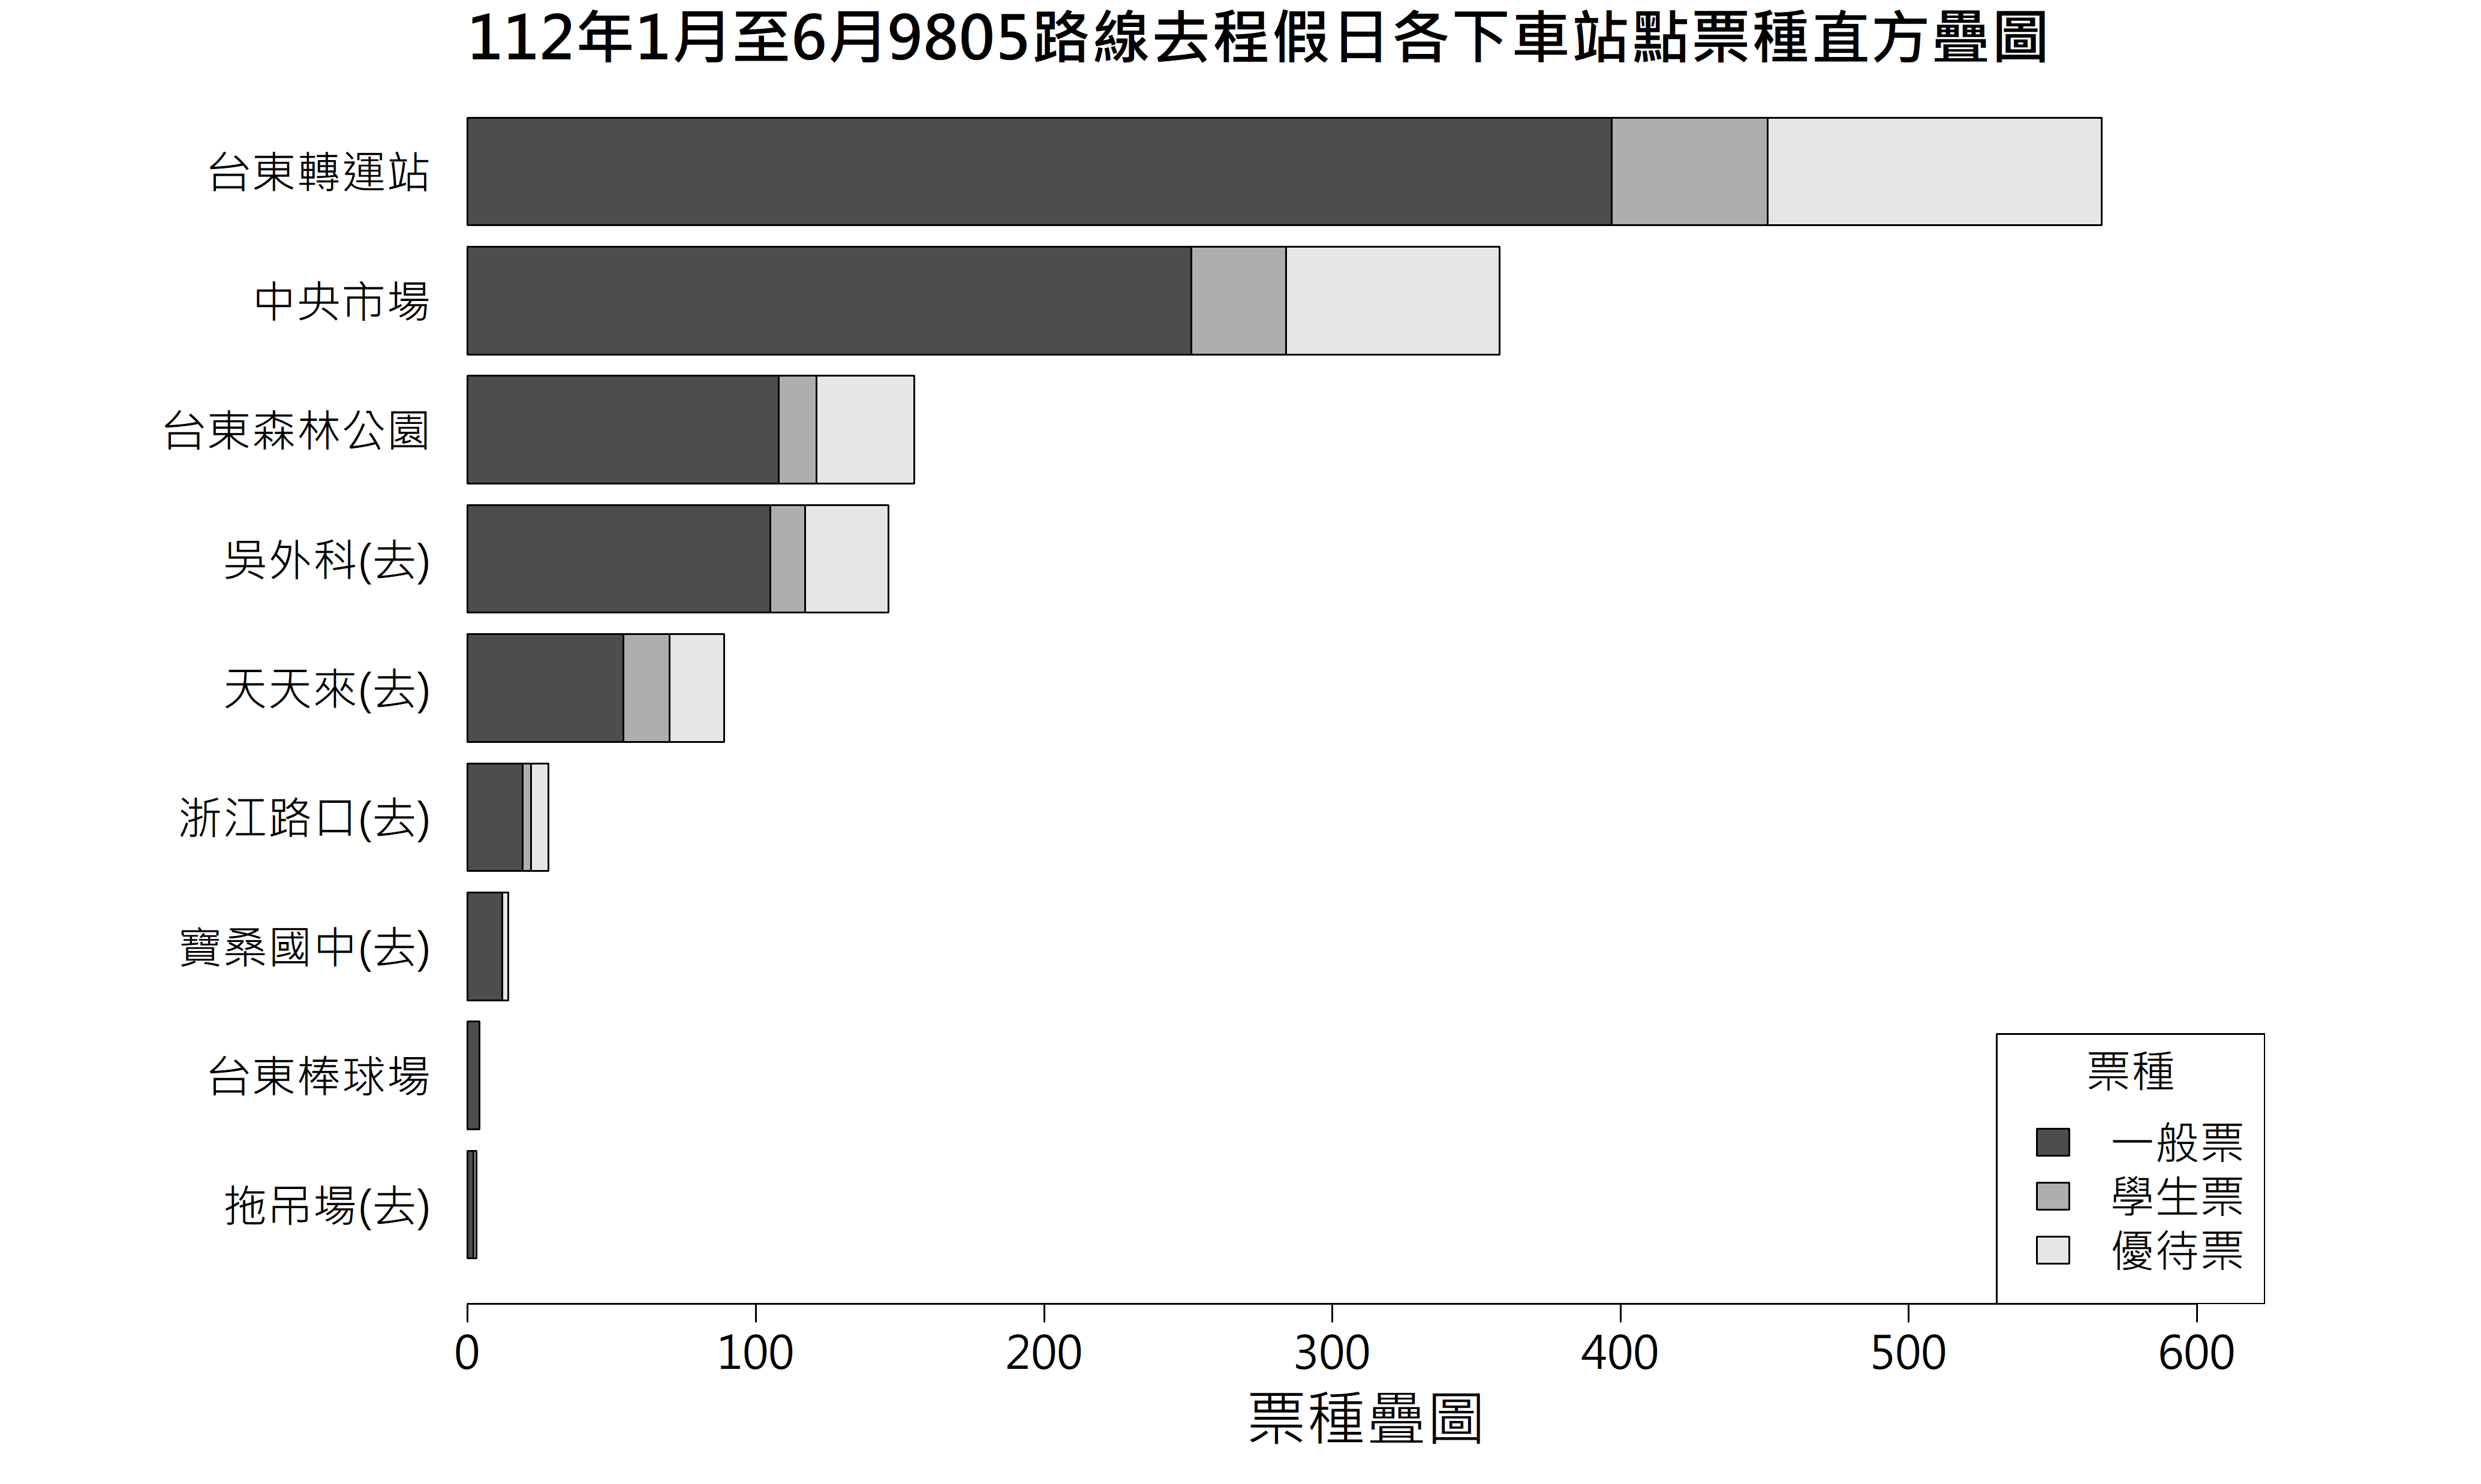 112年1月至6月9805路線去程假日各下車站點票種直方疊圖
台東轉運站
中央市場
台東森林公園
吳外科(去)
天天來(去)
浙江路口(去)
寶桑國中(去)
台東棒球場
拖吊場(去)
票種
一般票
學生票
優待票
0 100 200 300 400 500 600
票種疊圖